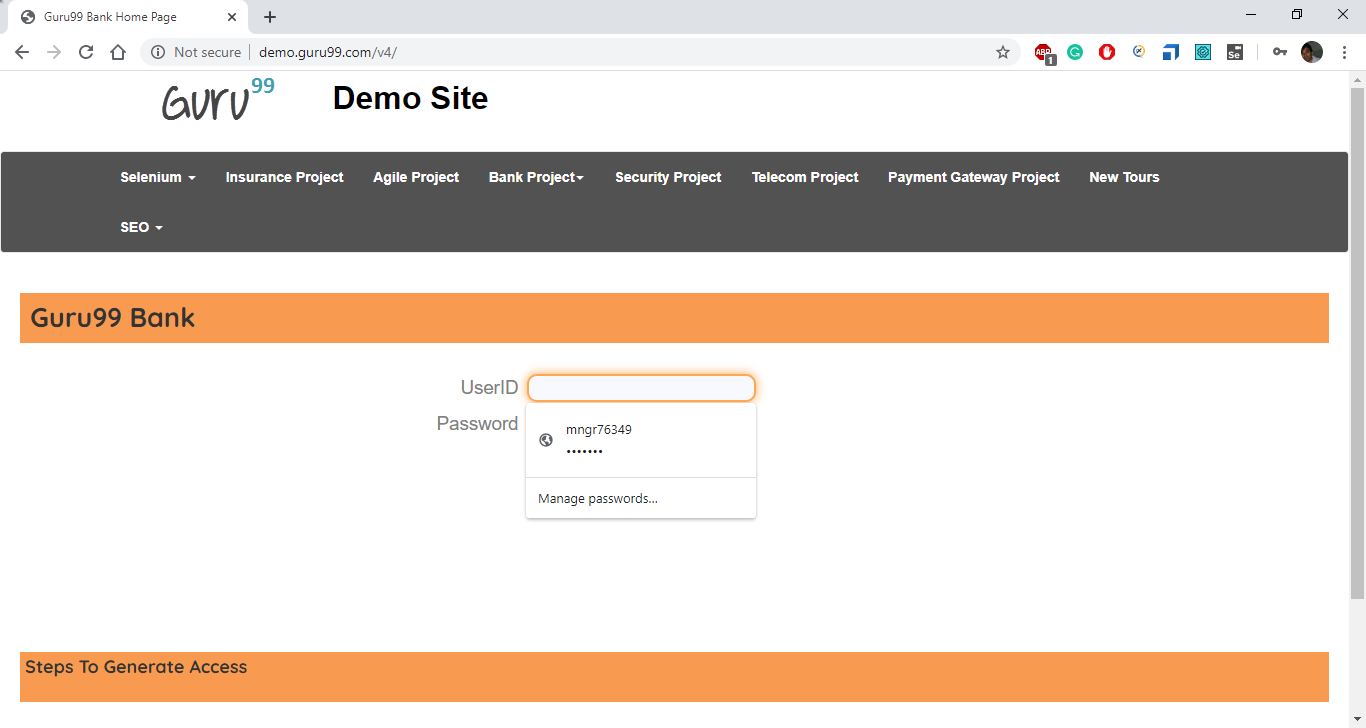 Guru99 Bank Home Page
Not secure demo.guru99.com/v4/
ABP 1 G Se
Guru99 Demo Site
Selenium Insurance Project Agile Project Bank Project Security Project Telecom Project Payment Gateway Project New Tours
SEO
Guru99 Bank
UserID
Password
mngr76349
•••••••
Manage passwords...
Steps To Generate Access